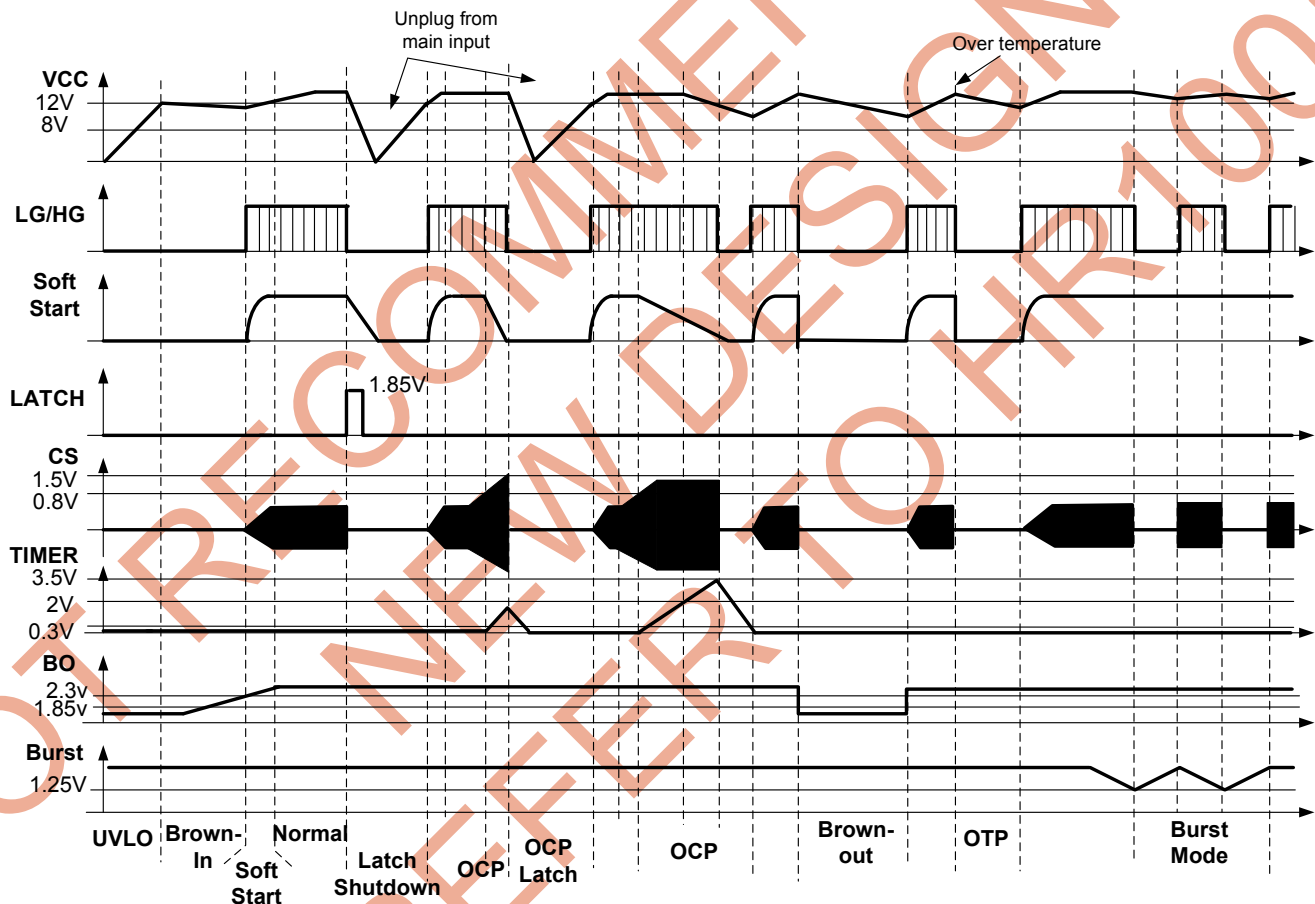 Unplug from
main input
Over temperature
VCC
12V
8V
LG/HG
Soft
Start
LATCH
1.85V
CS
1.5V
0.8V
TIMER
3.5V
2V
0.3V
BO
2.3v
1.85v
Burst
1.25V
UVLO
Brown-
In
Soft
Start
Normal
Latch
Shutdown
OCP
OCP
Latch
OCP
Brown-
out
OTP
Burst
Mode
OT RECOMME
NEW DESIGN
REFER TO HR100